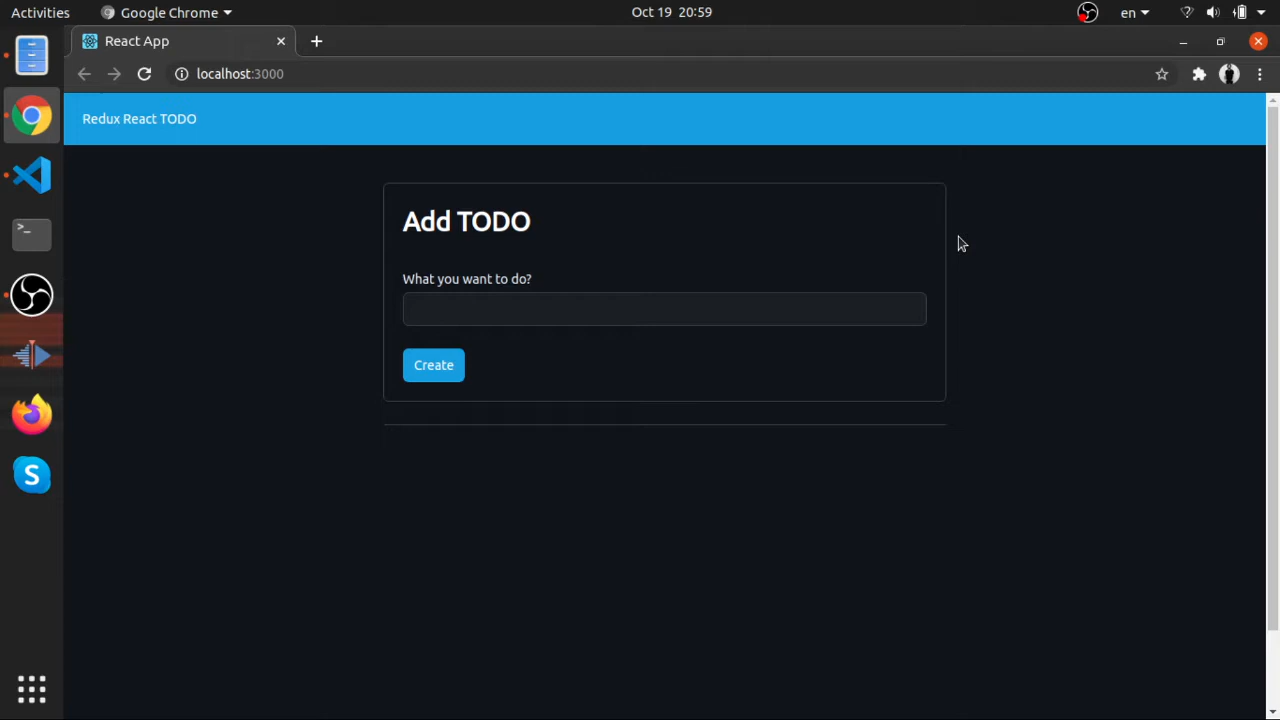 Activities
Google Chrome
Oct 19 20:59
en
React App
localhost:3000
Redux React TODO
Add TODO
What you want to do?
Create